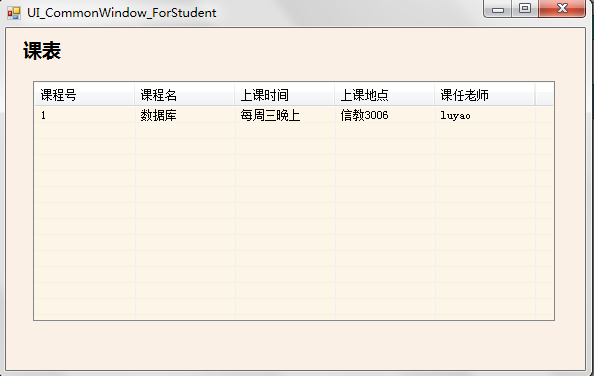 UI_CommonWindow_ForStudent
课表
课程号 课程名 上课时间 上课地点 课任老师
1 数据库 每周三晚上 信教3006 luyao